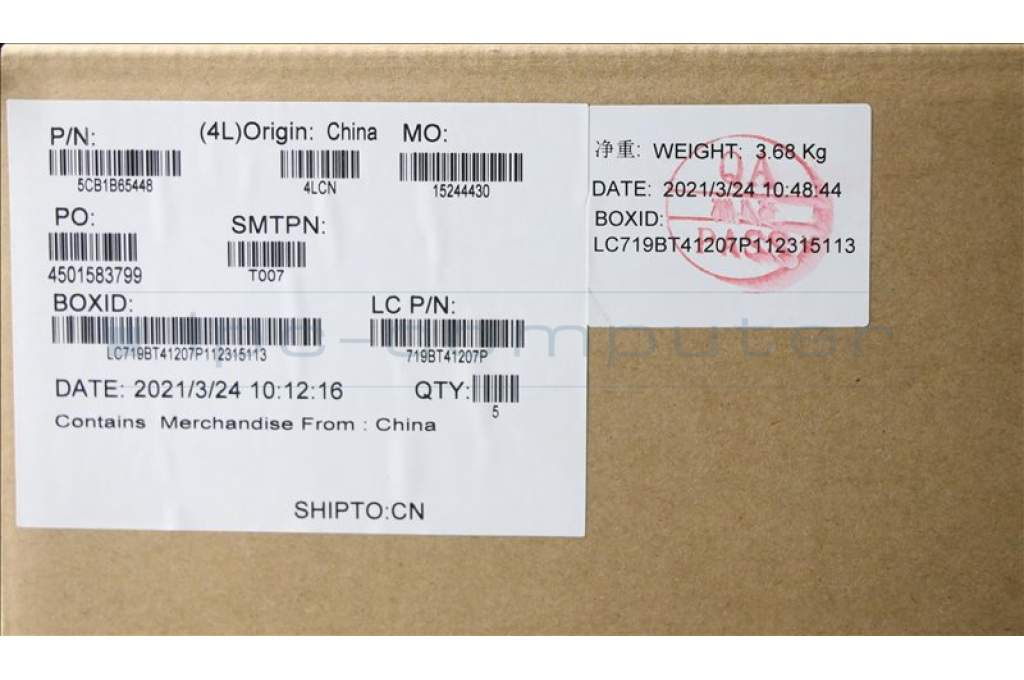 P/N: (4L)Origin: China MO:
5CB1B65448 4LCN 15244430
PO: SMTPN:
4501583799 T007
BOXID: LC P/N:
LC719BT41207P112315113 719BT41207P
DATE: 2021/3/24 10:12:16 QTY:
5
Contains Merchandise From : China
SHIPTO:CN
净重: WEIGHT: 3.68 Kg
DATE: 2021/3/24 10:48:44
BOXID:
LC719BT41207P112315113
QA
PASS
ipc-computer